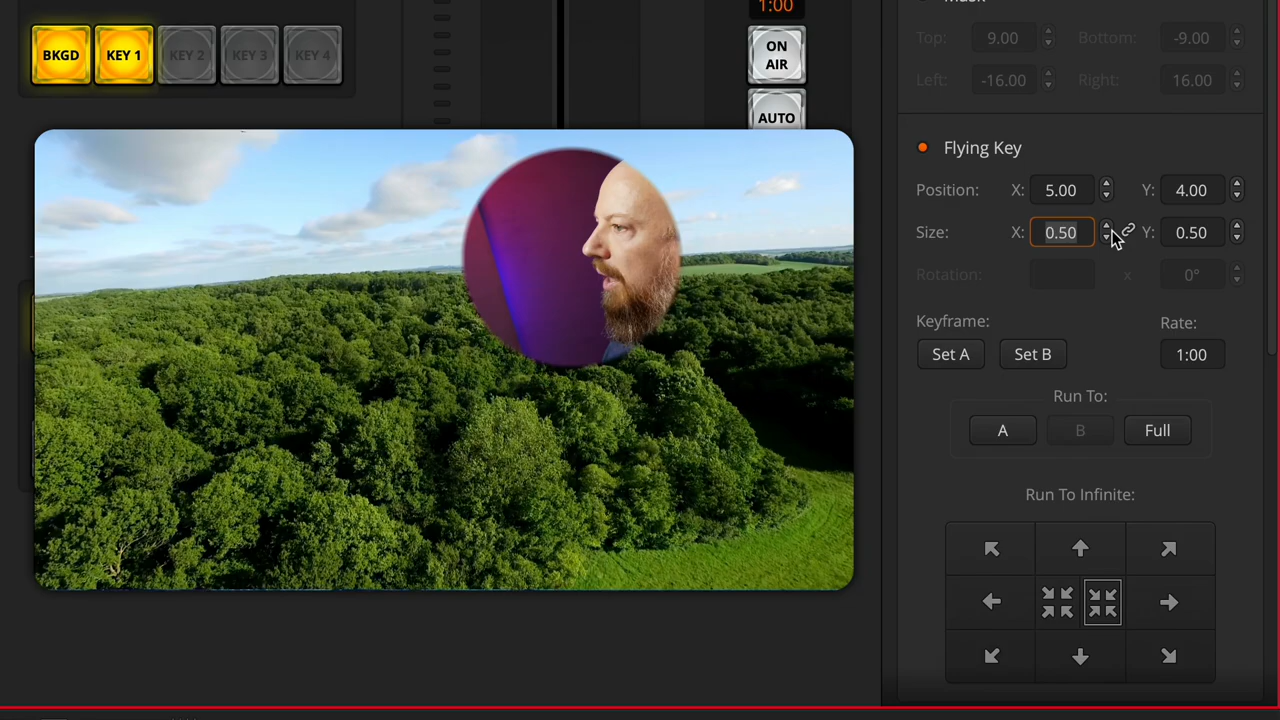 1:00
BKGD KEY 1 KEY 2 KEY 3 KEY 4
ON
AIR
AUTO
Mask
Top: 9.00 Bottom: -9.00
Left: -16.00 Right: 16.00
Flying Key
Position: X: 5.00 Y: 4.00
Size: X: 0.50 Y: 0.50
Rotation: x 0°
Keyframe: Rate:
Set A Set B 1:00
Run To:
A B Full
Run To Infinite: